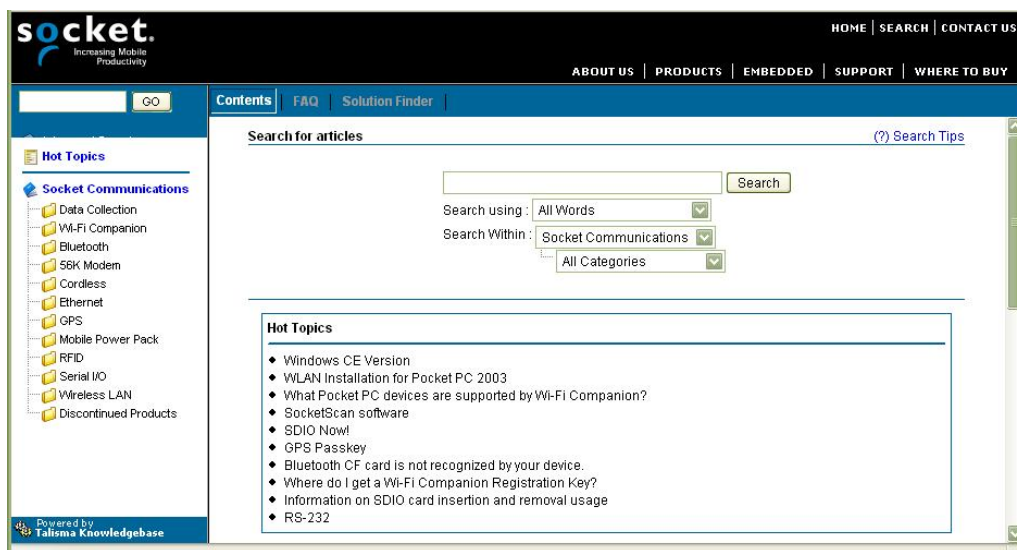 socket.
Increasing Mobile
Productivity
HOME | SEARCH | CONTACT US
ABOUT US | PRODUCTS | EMBEDDED | SUPPORT | WHERE TO BUY
GO
Contents | FAQ | Solution Finder |
Hot Topics
Socket Communications
Data Collection
Wi-Fi Companion
Bluetooth
56K Modem
Cordless
Ethernet
GPS
Mobile Power Pack
RFID
Serial I/O
Wireless LAN
Discontinued Products
Powered by
Talisma Knowledgebase
Search for articles
(?) Search Tips
Search
Search using : All Words
Search Within : Socket Communications
All Categories
Hot Topics
Windows CE Version
WLAN Installation for Pocket PC 2003
What Pocket PC devices are supported by Wi-Fi Companion?
SocketScan software
SDIO Now!
GPS Passkey
Bluetooth CF card is not recognized by your device.
Where do I get a Wi-Fi Companion Registration Key?
Information on SDIO card insertion and removal usage
RS-232